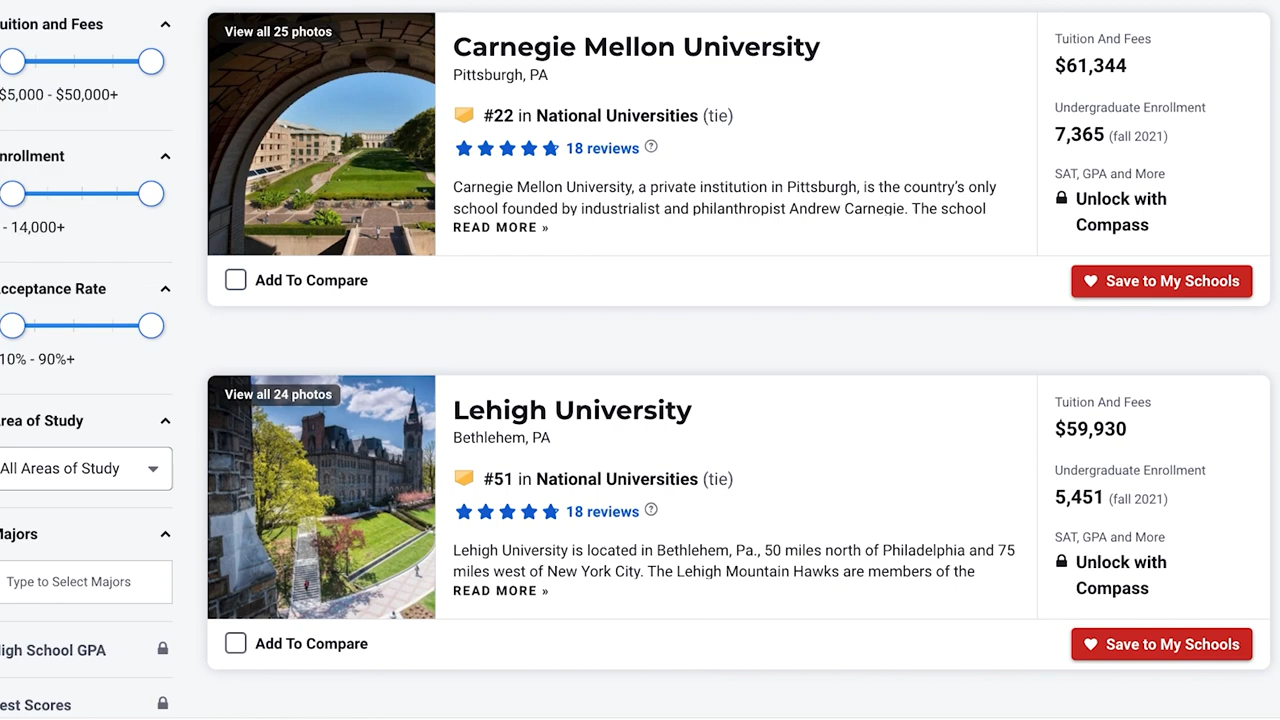 uition and Fees
$5,000 - $50,000+
nrollment
- 14,000+
cceptance Rate
10% - 90%+
rea of Study
All Areas of Study
Majors
Type to Select Majors
igh School GPA
est Scores
View all 25 photos
Carnegie Mellon University
Pittsburgh, PA
#22 in National Universities (tie)
18 reviews ?
Carnegie Mellon University, a private institution in Pittsburgh, is the country’s only
school founded by industrialist and philanthropist Andrew Carnegie. The school
READ MORE »
Tuition And Fees
$61,344
Undergraduate Enrollment
7,365 (fall 2021)
SAT, GPA and More
Unlock with
Compass
Add To Compare
Save to My Schools
View all 24 photos
Lehigh University
Bethlehem, PA
#51 in National Universities (tie)
18 reviews ?
Lehigh University is located in Bethlehem, Pa., 50 miles north of Philadelphia and 75
miles west of New York City. The Lehigh Mountain Hawks are members of the
READ MORE »
Tuition And Fees
$59,930
Undergraduate Enrollment
5,451 (fall 2021)
SAT, GPA and More
Unlock with
Compass
Add To Compare
Save to My Schools